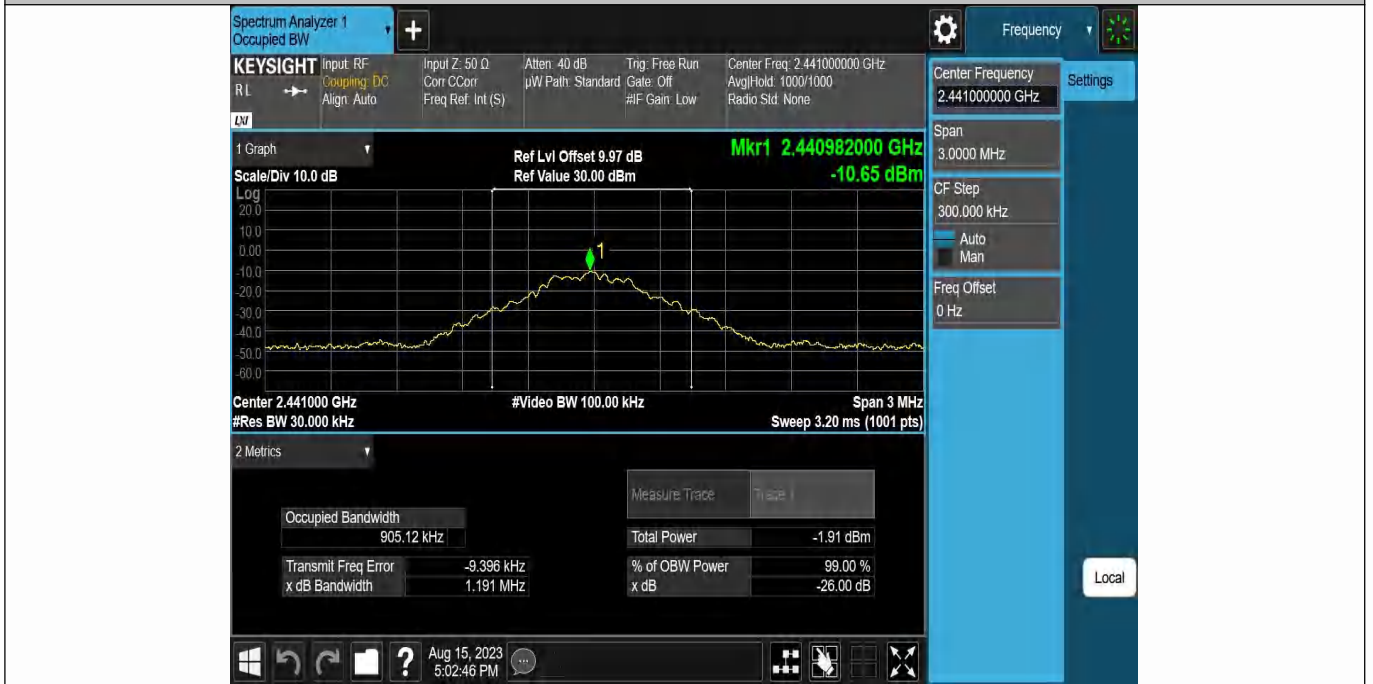 Spectrum Analyzer 1
Occupied BW
Frequency
KEYSIGHT
RL
LXI
Input: RF
Coupling: DC
Align: Auto
Input Z: 50 Ω
Corr CCorr
Freq Ref: Int (S)
Atten: 40 dB
µW Path: Standard
Trig: Free Run
Gate: Off
#IF Gain: Low
Center Freq: 2.441000000 GHz
Avg|Hold: 1000/1000
Radio Std: None
Center Frequency
2.441000000 GHz
Settings
Span
3.0000 MHz
CF Step
300.000 kHz
Auto
Man
Freq Offset
0 Hz
1 Graph
Scale/Div 10.0 dB
Ref Lvl Offset 9.97 dB
Ref Value 30.00 dBm
Mkr1 2.440982000 GHz
-10.65 dBm
Log
20.0
10.0
0.00
-10.0
-20.0
-30.0
-40.0
-50.0
-60.0
1
Center 2.441000 GHz
#Video BW 100.00 kHz
Span 3 MHz
#Res BW 30.000 kHz
Sweep 3.20 ms (1001 pts)
2 Metrics
Measure Trace
Trace 1
Occupied Bandwidth
905.12 kHz
Total Power
-1.91 dBm
Transmit Freq Error
-9.396 kHz
% of OBW Power
99.00 %
x dB Bandwidth
1.191 MHz
x dB
-26.00 dB
Local
?
Aug 15, 2023
5:02:46 PM